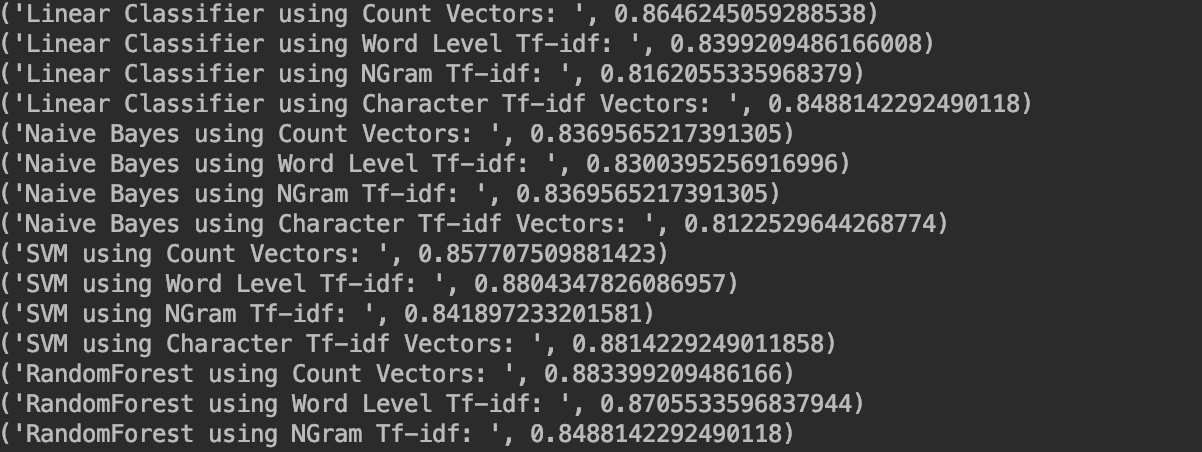 ('Linear Classifier using Count Vectors: ', 0.8646245059288538)
('Linear Classifier using Word Level Tf-idf: ', 0.8399209486166008)
('Linear Classifier using NGram Tf-idf: ', 0.8162055335968379)
('Linear Classifier using Character Tf-idf Vectors: ', 0.8488142292490118)
('Naive Bayes using Count Vectors: ', 0.8369565217391305)
('Naive Bayes using Word Level Tf-idf: ', 0.8300395256916996)
('Naive Bayes using NGram Tf-idf: ', 0.8369565217391305)
('Naive Bayes using Character Tf-idf Vectors: ', 0.8122529644268774)
('SVM using Count Vectors: ', 0.857707509881423)
('SVM using Word Level Tf-idf: ', 0.8804347826086957)
('SVM using NGram Tf-idf: ', 0.841897233201581)
('SVM using Character Tf-idf Vectors: ', 0.8814229249011858)
('RandomForest using Count Vectors: ', 0.883399209486166)
('RandomForest using Word Level Tf-idf: ', 0.8705533596837944)
('RandomForest using NGram Tf-idf: ', 0.8488142292490118)